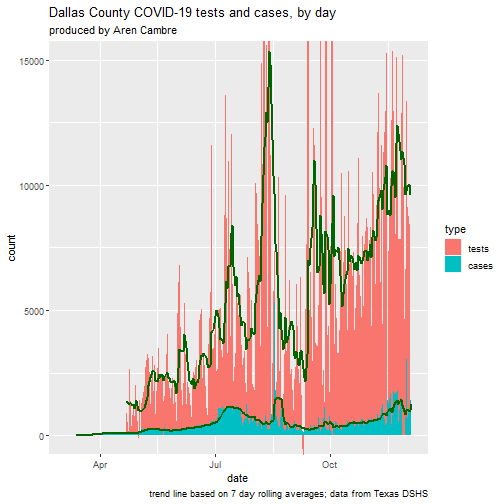 Dallas County COVID-19 tests and cases, by day
produced by Aren Cambre
15000
10000
5000
0
count
Apr
Jul
Oct
date
type
tests
cases
trend line based on 7 day rolling averages; data from Texas DSHS